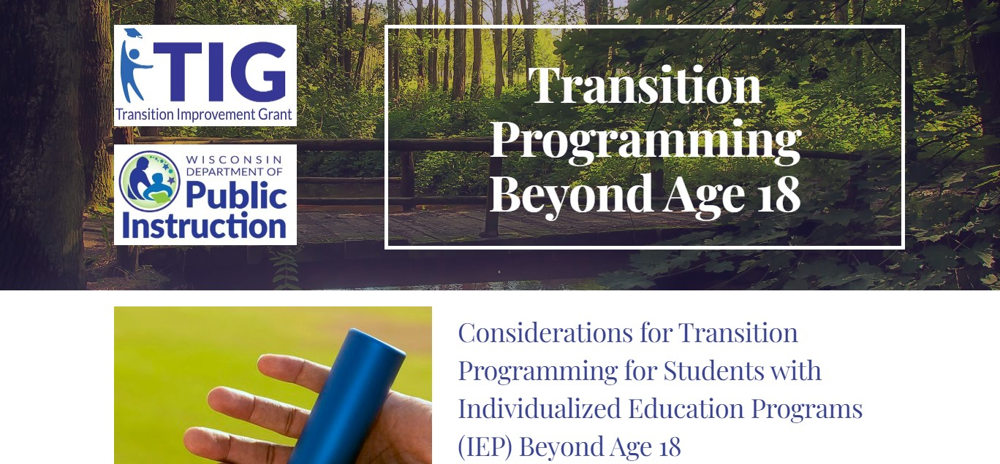 TIG
Transition Improvement Grant
WISCONSIN
DEPARTMENT OF
Public
Instruction
Transition
Programming
Beyond Age 18
Considerations for Transition
Programming for Students with
Individualized Education Programs
(IEP) Beyond Age 18